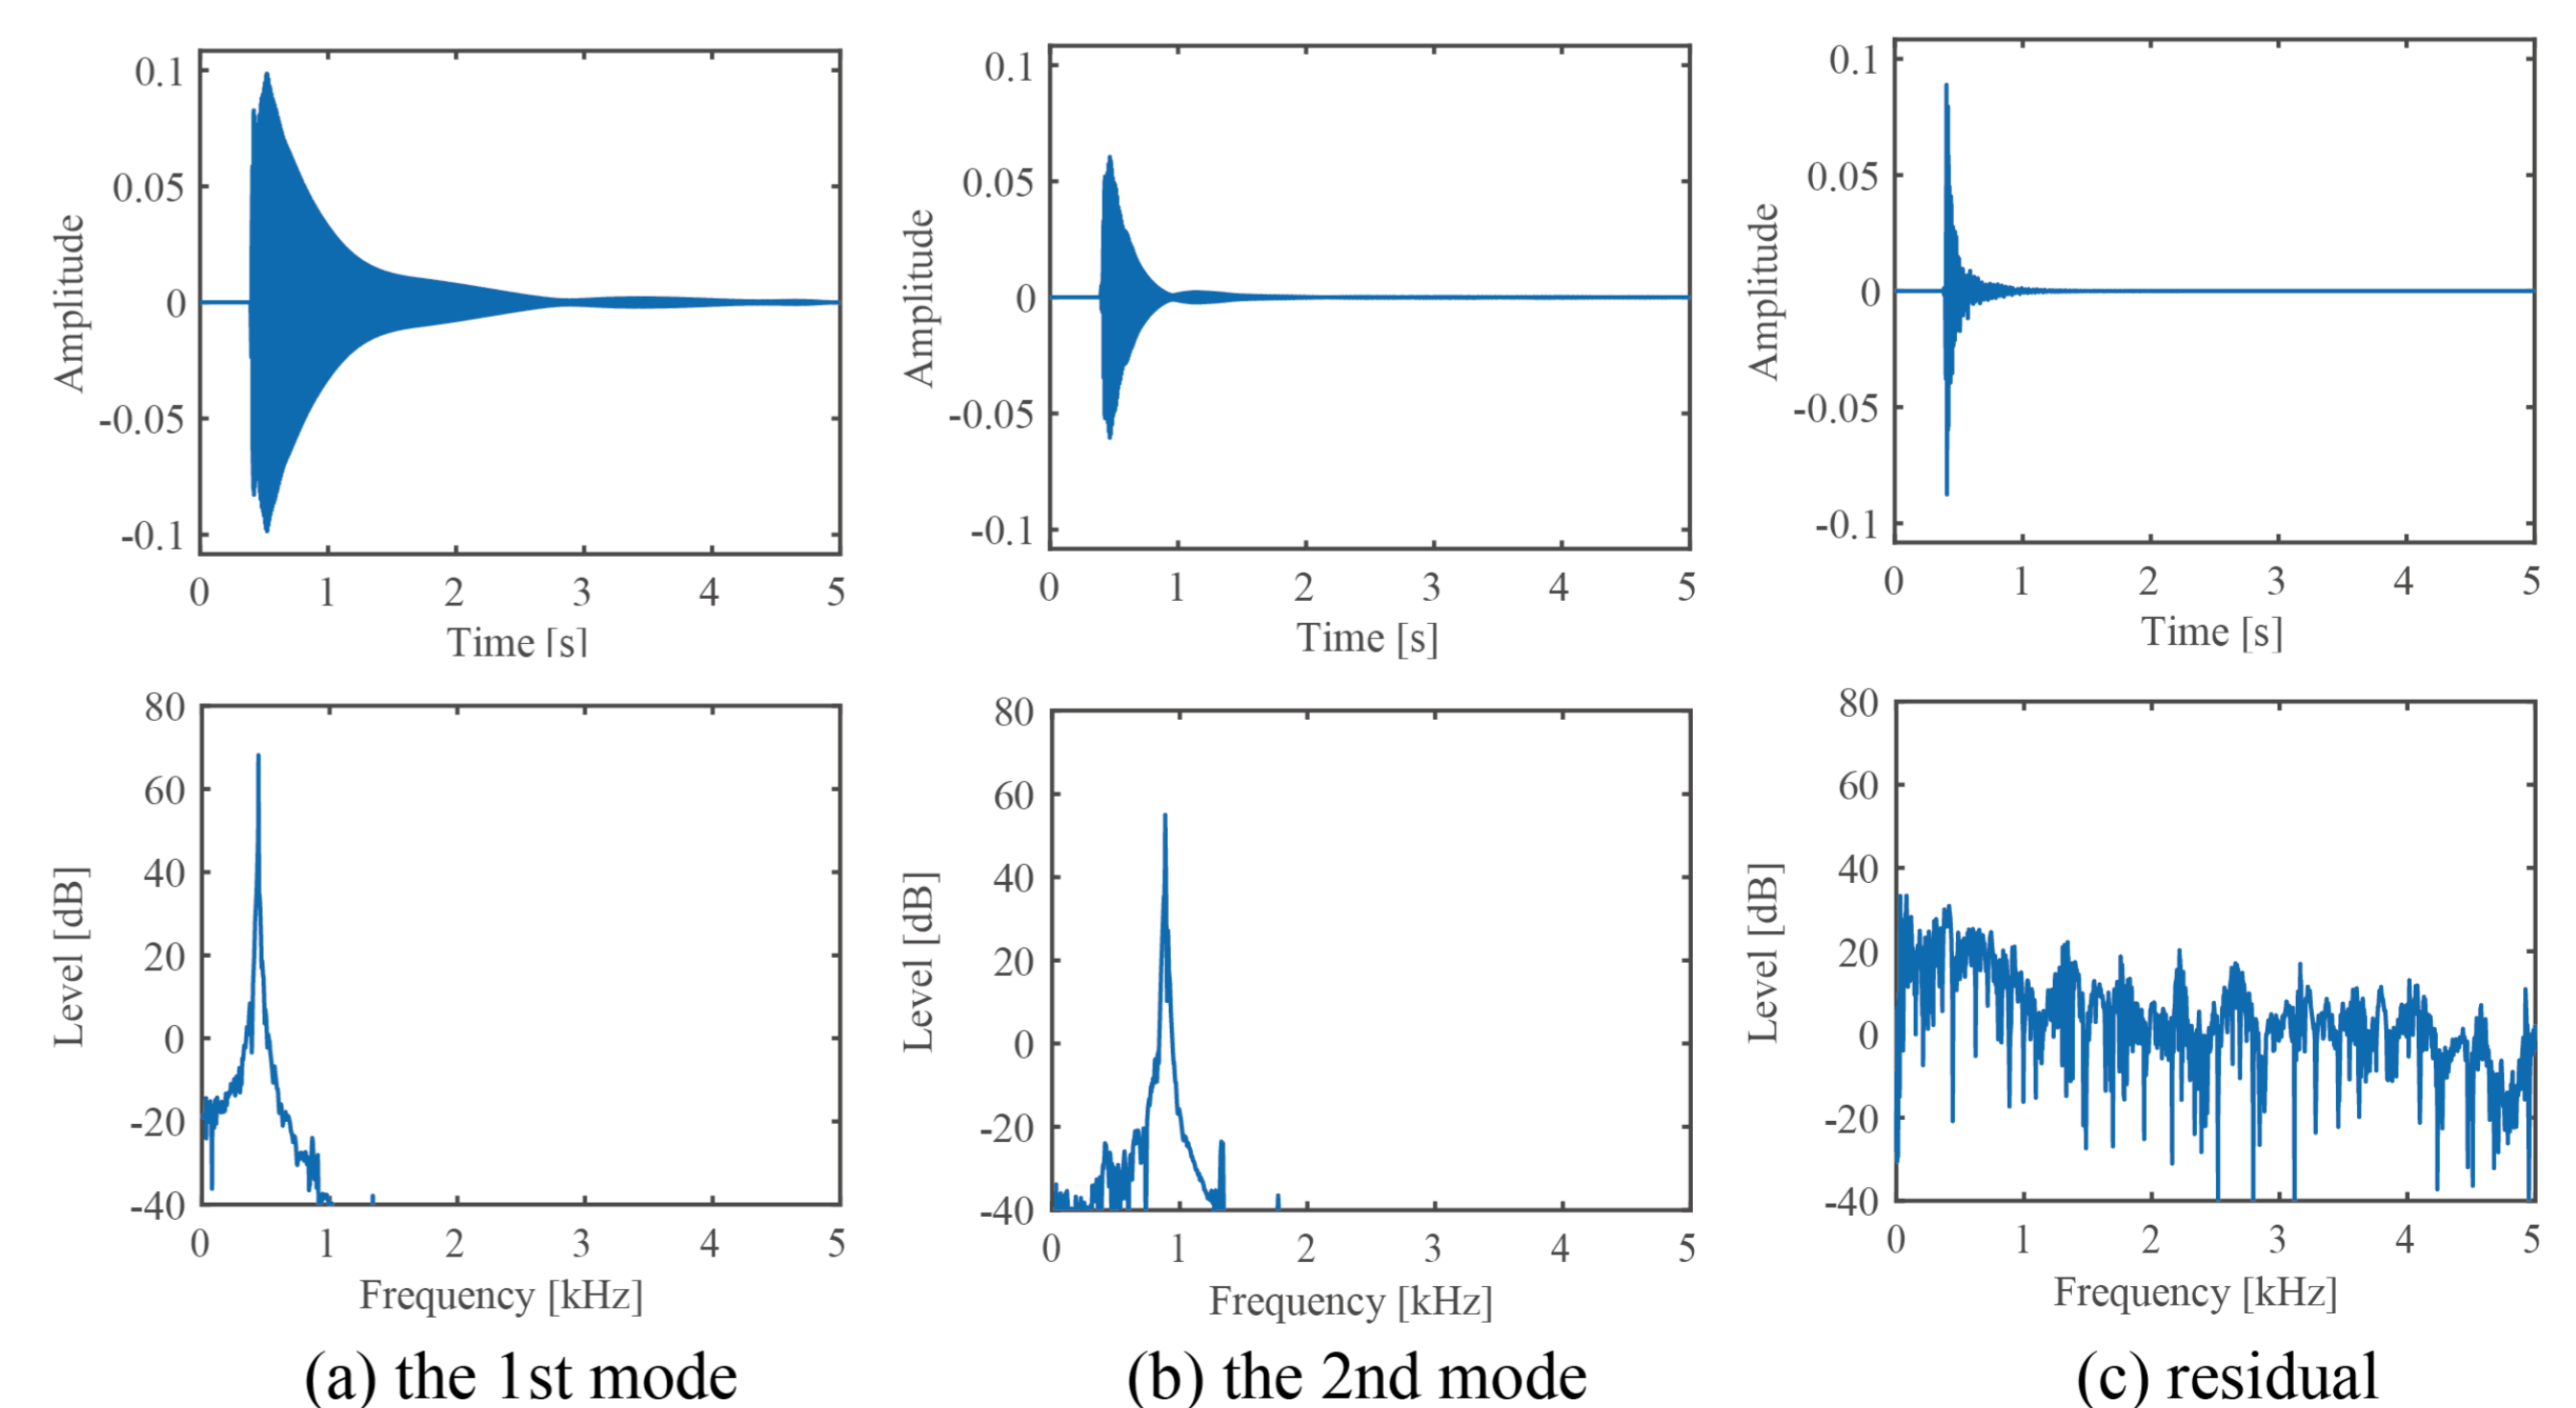 0.1
0.05
0
-0.05
-0.1
Amplitude
0 1 2 3 4 5
Time [s]
0.1
0.05
0
-0.05
-0.1
Amplitude
0 1 2 3 4 5
Time [s]
0.1
0.05
0
-0.05
-0.1
Amplitude
0 1 2 3 4 5
Time [s]
80
60
40
20
0
-20
-40
Level [dB]
0 1 2 3 4 5
Frequency [kHz]
80
60
40
20
0
-20
-40
Level [dB]
0 1 2 3 4 5
Frequency [kHz]
80
60
40
20
0
-20
-40
Level [dB]
0 1 2 3 4 5
Frequency [kHz]
(a) the 1st mode
(b) the 2nd mode
(c) residual